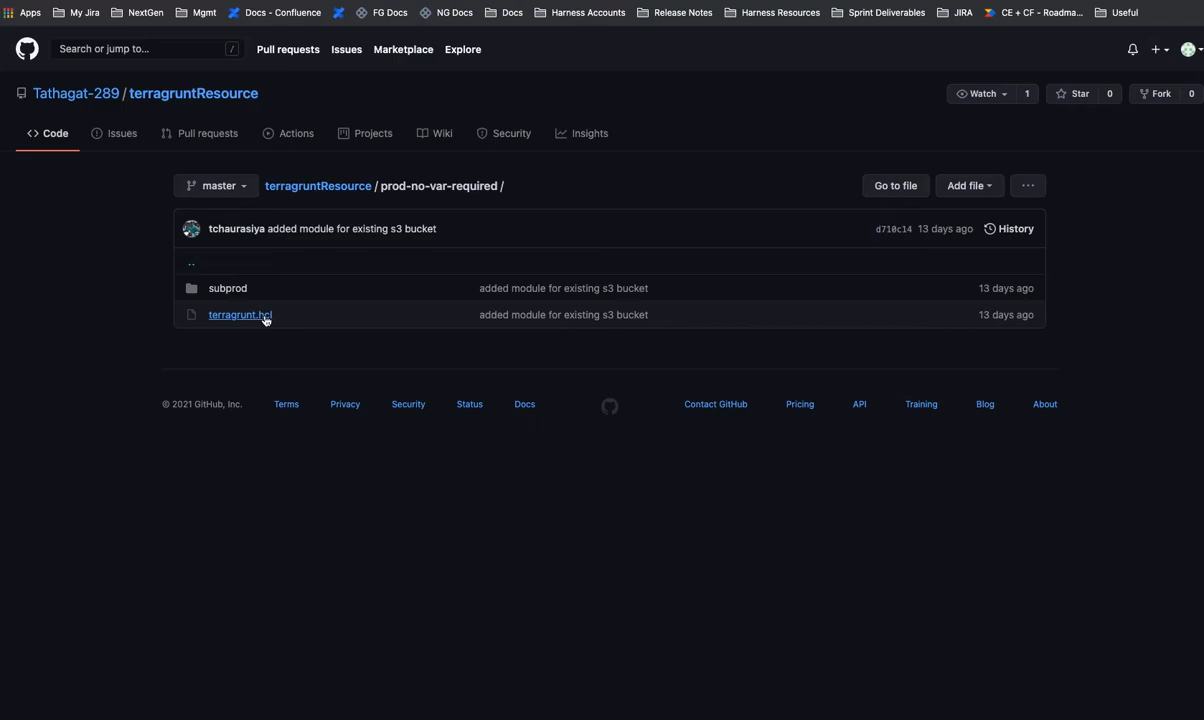 Apps My Jira NextGen Mgmt Docs - Confluence FG Docs NG Docs Docs Harness Accounts Release Notes Harness Resources Sprint Deliverables JIRA CE + CF - Roadma... Useful
Search or jump to... / Pull requests Issues Marketplace Explore
Tathagat-289 / terragruntResource Watch 1 Star 0 Fork 0
Code Issues Pull requests Actions Projects Wiki Security Insights
master terragruntResource / prod-no-var-required / Go to file Add file ...
tchaurasiya added module for existing s3 bucket d710c14 13 days ago History
..
subprod added module for existing s3 bucket 13 days ago
terragrunt.hcl added module for existing s3 bucket 13 days ago
© 2021 GitHub, Inc. Terms Privacy Security Status Docs Contact GitHub Pricing API Training Blog About